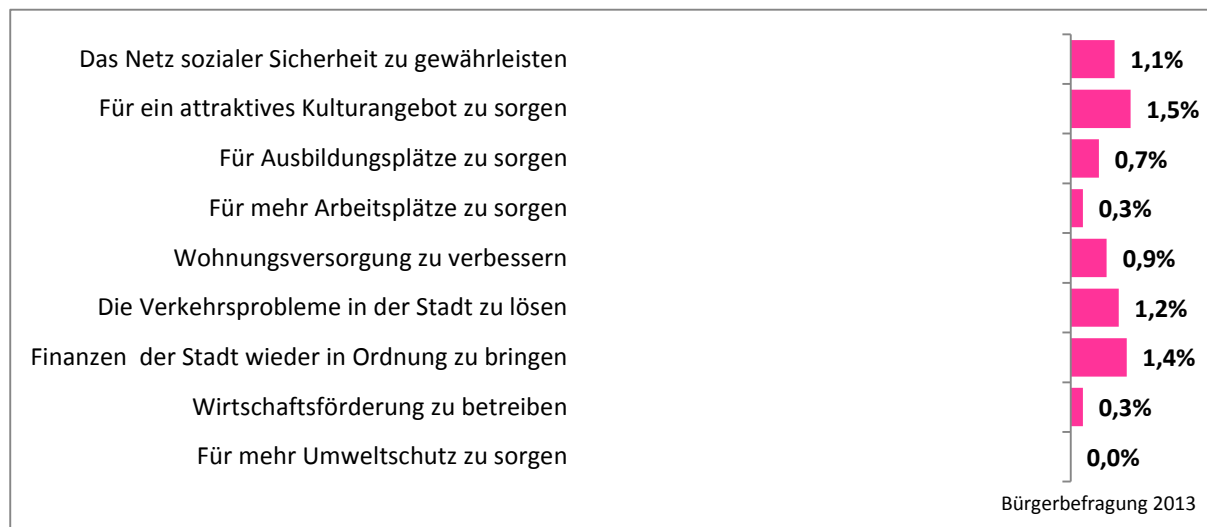 Das Netz sozialer Sicherheit zu gewährleisten 1,1%
Für ein attraktives Kulturangebot zu sorgen 1,5%
Für Ausbildungsplätze zu sorgen 0,7%
Für mehr Arbeitsplätze zu sorgen 0,3%
Wohnungsversorgung zu verbessern 0,9%
Die Verkehrsprobleme in der Stadt zu lösen 1,2%
Finanzen  der Stadt wieder in Ordnung zu bringen 1,4%
Wirtschaftsförderung zu betreiben 0,3%
Für mehr Umweltschutz zu sorgen 0,0%
Bürgerbefragung 2013